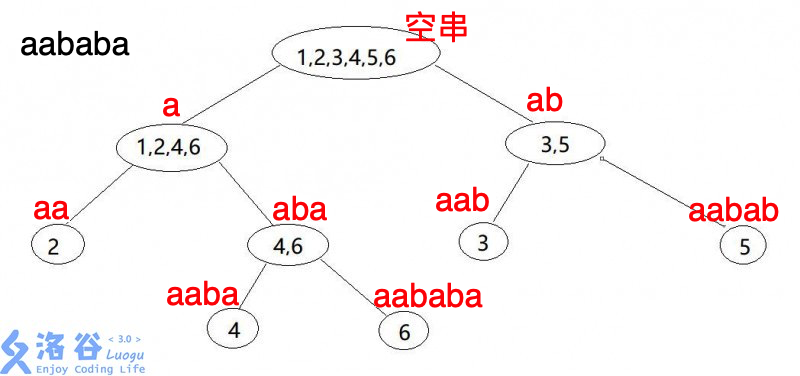 空串
aababa
1,2,3,4,5,6
a
ab
1,2,4,6
3,5
aa
aba
aab
aabab
2
4,6
3
5
aaba
aababa
4
6
洛谷 < 3.0 > Luogu
Enjoy Coding Life